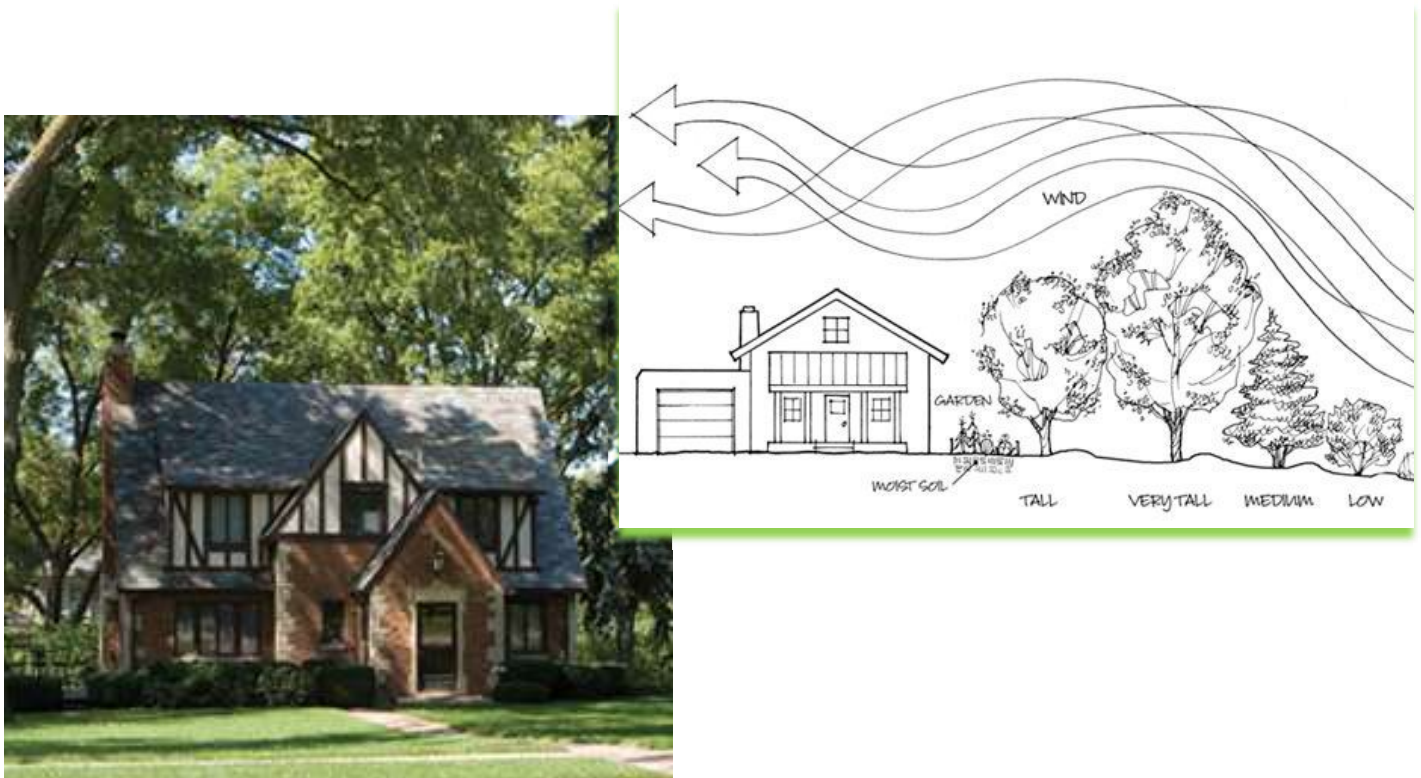 WIND
GARDEN
MOIST SOIL
TALL
VERY TALL
MEDIUM
LOW